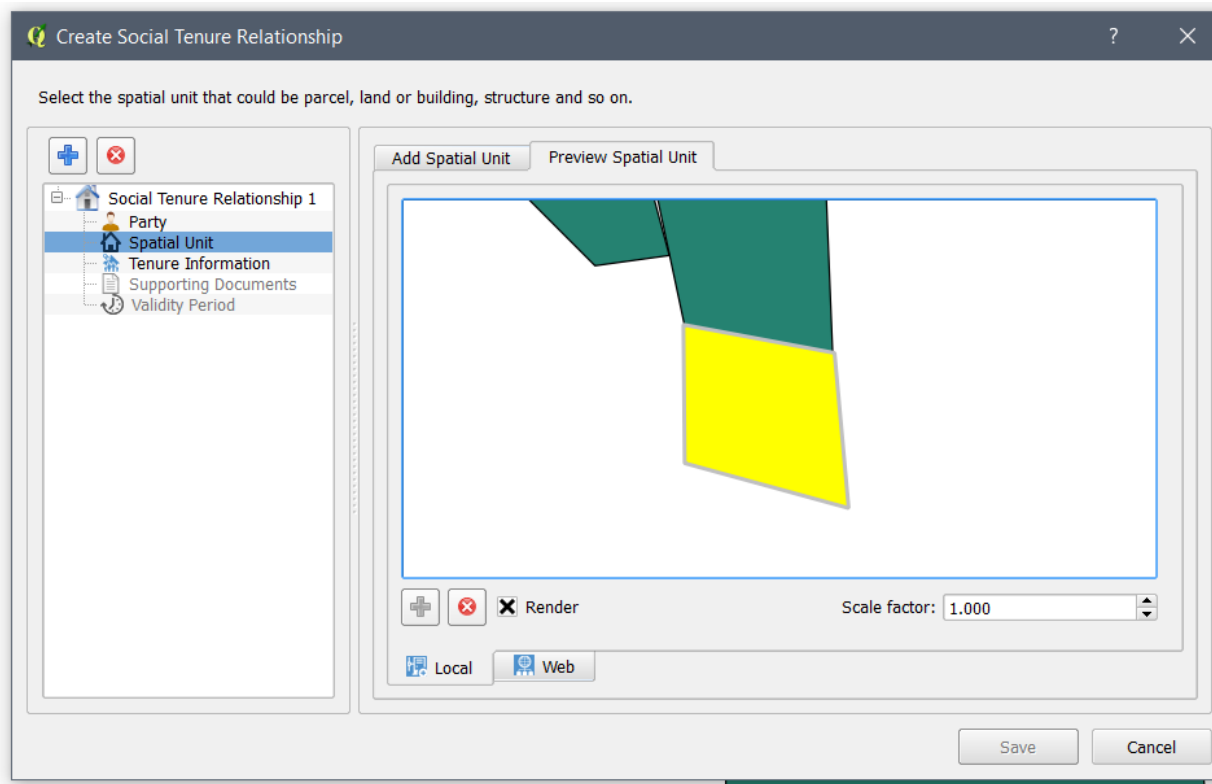 Create Social Tenure Relationship
?
Select the spatial unit that could be parcel, land or building, structure and so on.
Social Tenure Relationship 1
Party
Spatial Unit
Tenure Information
Supporting Documents
Validity Period
Add Spatial Unit
Preview Spatial Unit
Render
Scale factor: 1.000
Local
Web
Save
Cancel